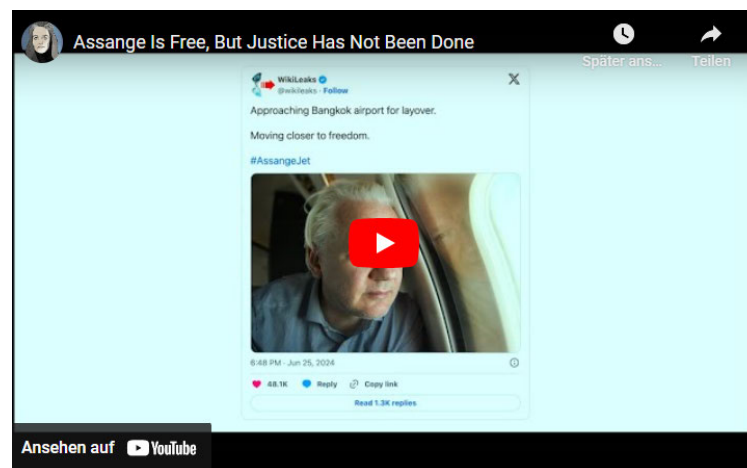 Assange Is Free, But Justice Has Not Been Done
Später ans...
Teilen
WikiLeaks
@wikileaks · Follow
Approaching Bangkok airport for layover.
Moving closer to freedom.
#AssangeJet
6:48 PM · Jun 25, 2024
48.1K Reply Copy link
Read 1.3K replies
Ansehen auf YouTube